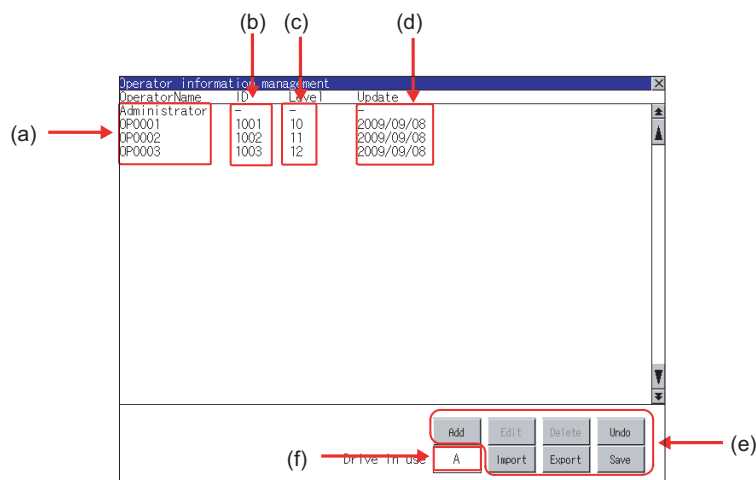 (b) (c) (d)
Operator information management
OperatorName ID Level Update
Administrator - - -
(a)
OP0001 1001 10 2009/09/08
OP0002 1002 11 2009/09/08
OP0003 1003 12 2009/09/08
Add Edit Delete Undo
(e)
(f) Drive in use A Import Export Save